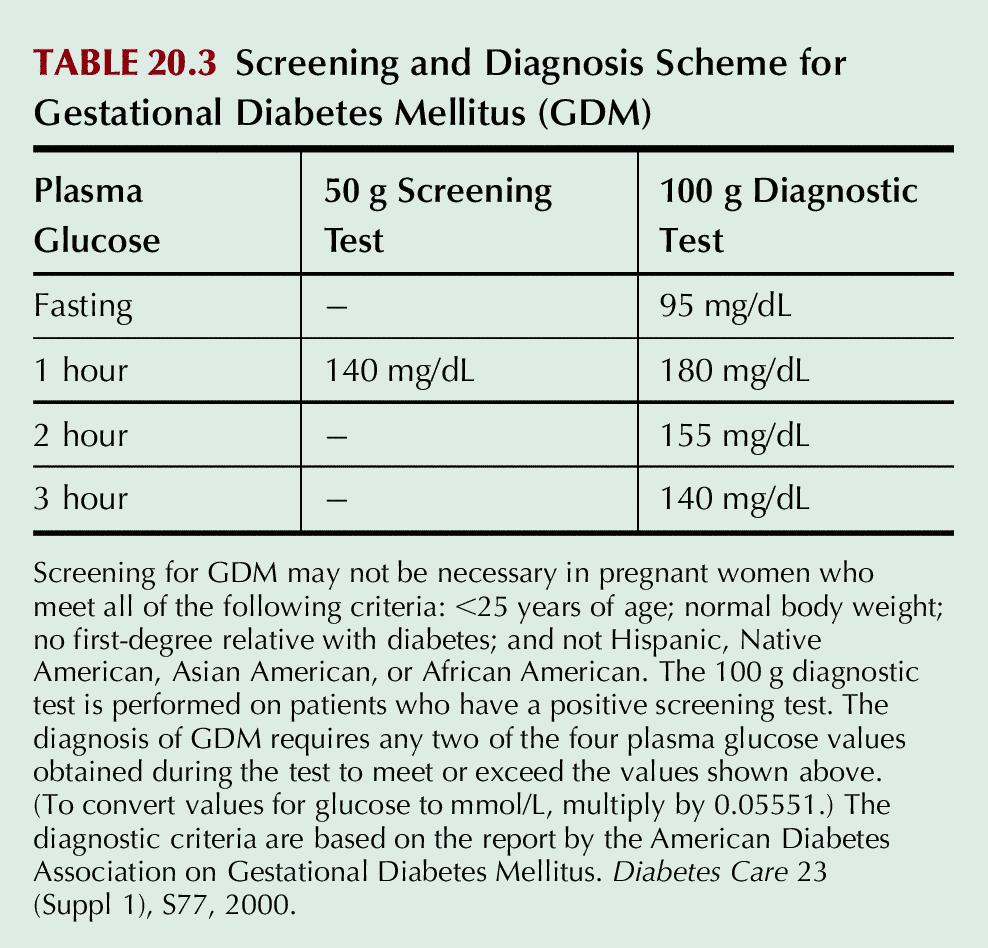 TABLE 20.3 Screening and Diagnosis Scheme for
Gestational Diabetes Mellitus (GDM)
Plasma Glucose 50 g Screening Test 100 g Diagnostic Test
Fasting – 95 mg/dL
1 hour 140 mg/dL 180 mg/dL
2 hour – 155 mg/dL
3 hour – 140 mg/dL
Screening for GDM may not be necessary in pregnant women who
meet all of the following criteria: <25 years of age; normal body weight;
no first-degree relative with diabetes; and not Hispanic, Native
American, Asian American, or African American. The 100 g diagnostic
test is performed on patients who have a positive screening test. The
diagnosis of GDM requires any two of the four plasma glucose values
obtained during the test to meet or exceed the values shown above.
(To convert values for glucose to mmol/L, multiply by 0.05551.) The
diagnostic criteria are based on the report by the American Diabetes
Association on Gestational Diabetes Mellitus. Diabetes Care 23
(Suppl 1), S77, 2000.